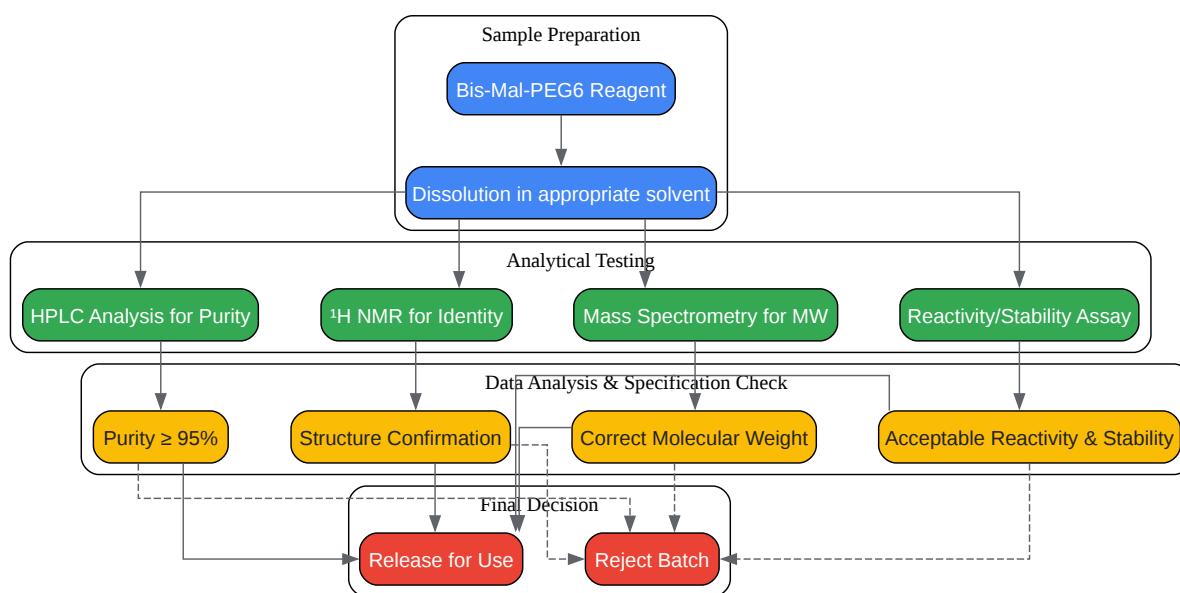 Sample Preparation
Bis-Mal-PEG6 Reagent
Dissolution in appropriate solvent
Analytical Testing
HPLC Analysis for Purity
¹H NMR for Identity
Mass Spectrometry for MW
Reactivity/Stability Assay
Data Analysis & Specification Check
Purity ≥ 95%
Structure Confirmation
Correct Molecular Weight
Acceptable Reactivity & Stability
Final Decision
Release for Use
Reject Batch